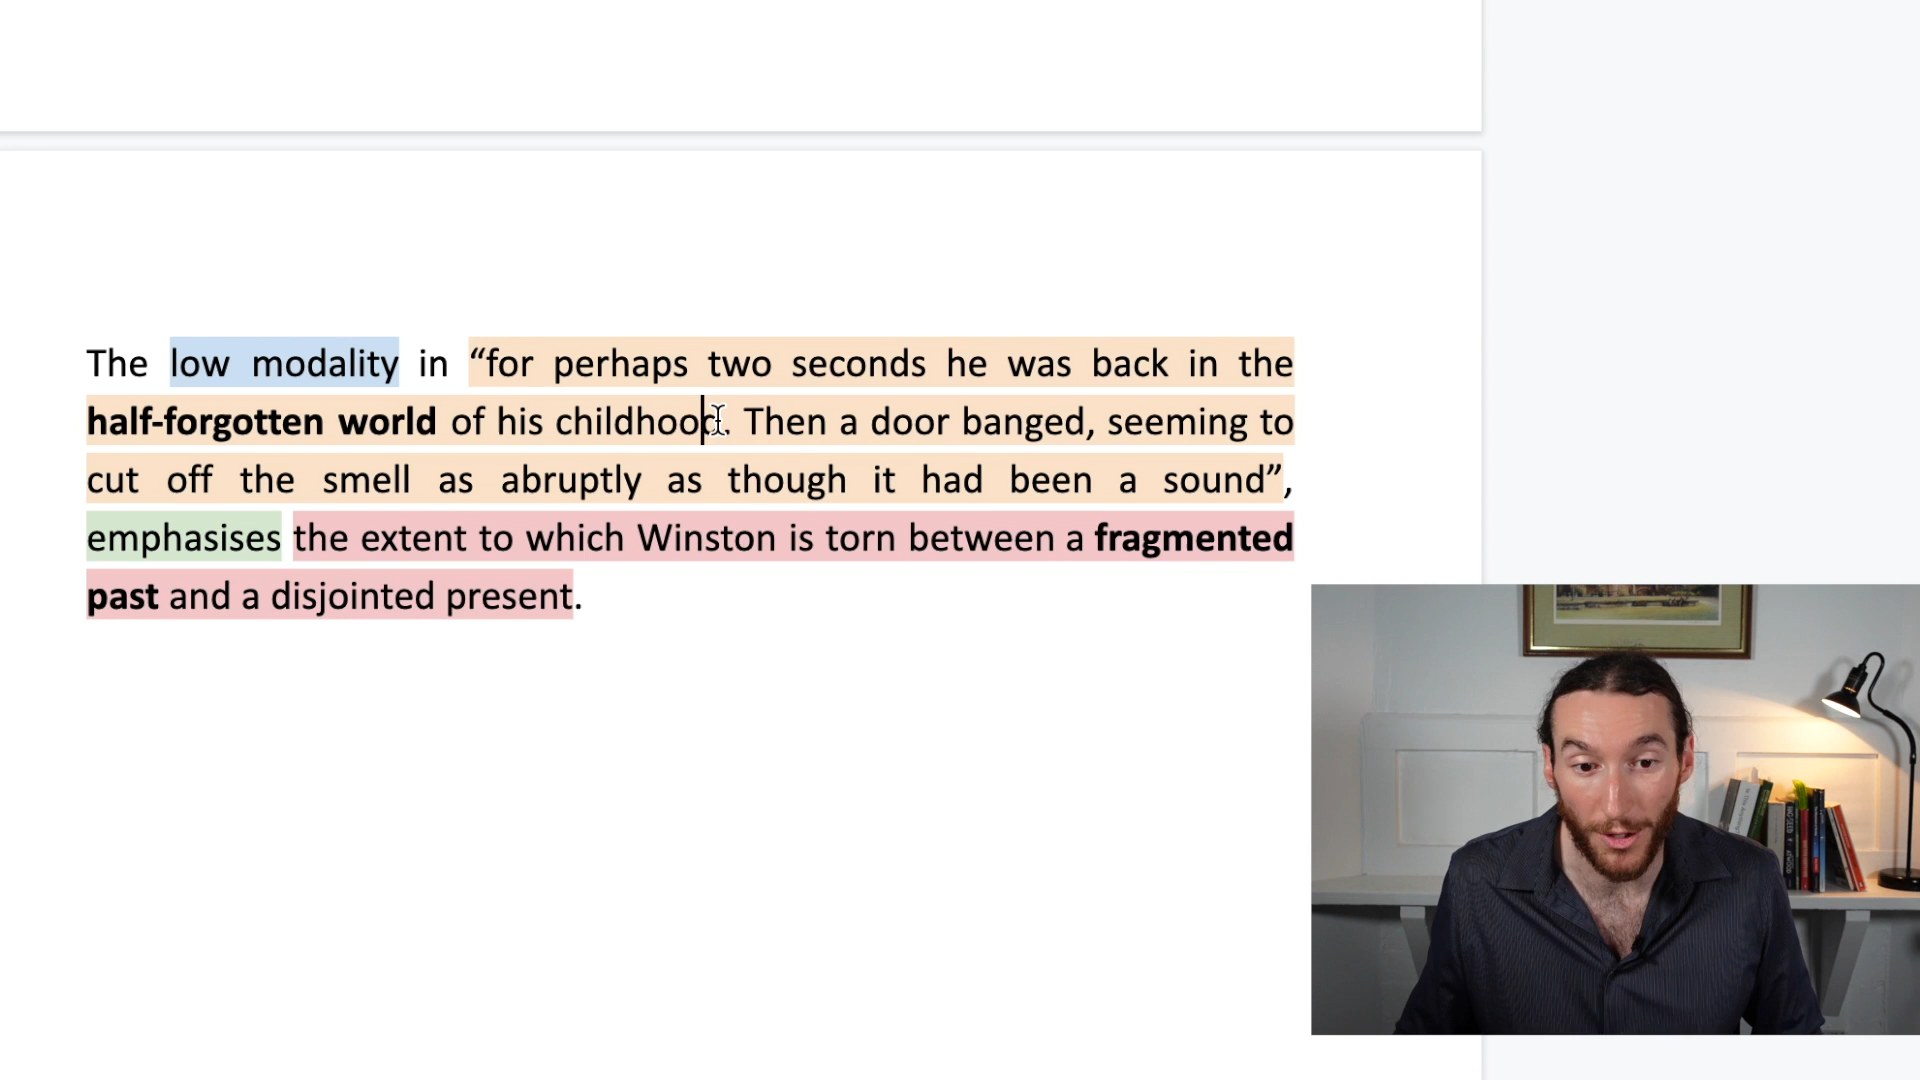 The low modality in “for perhaps two seconds he was back in the
half-forgotten world of his childhood. Then a door banged, seeming to
cut off the smell as abruptly as though it had been a sound”,
emphasises the extent to which Winston is torn between a fragmented
past and a disjointed present.